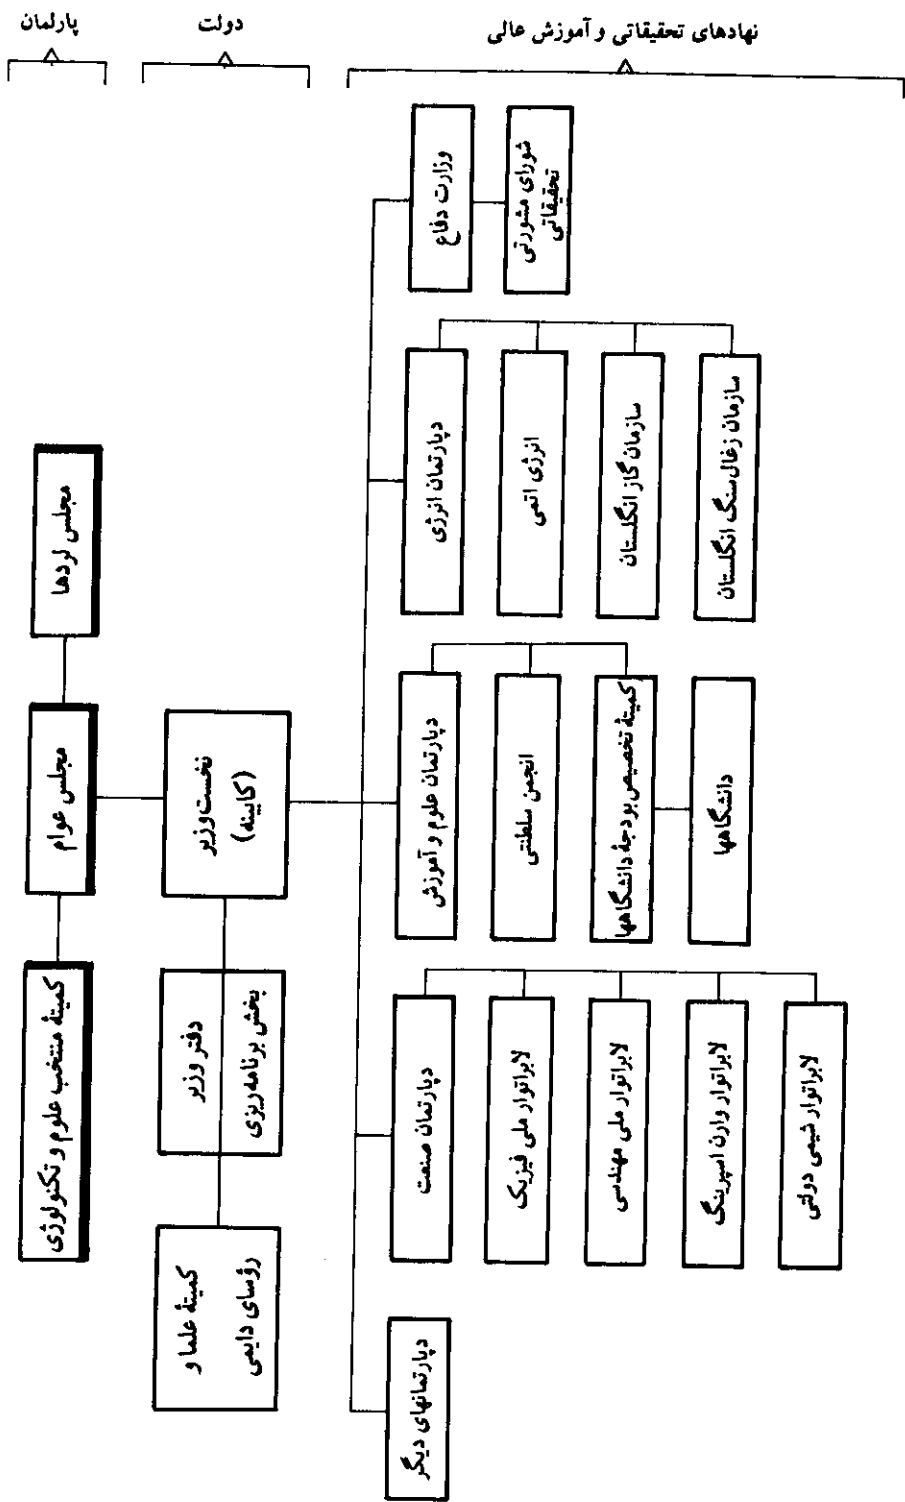 پارلمان
دولت
نهادهای تحقیقاتی و آموزش عالی
مجلس لردها
مجلس عوام
کمیتهٔ منتخب علوم و تکنولوژی
نخست‌وزیر
(کابینه)
دفتر وزیر
بخش برنامه‌ریزی
کمیتهٔ علما و
رؤسای دایمی
وزارت دفاع
شورای مشورتی
تحقیقاتی
دپارتمان انرژی
انرژی اتمی
سازمان گاز انگلستان
سازمان زغال‌سنگ انگلستان
دپارتمان علوم و آموزش
انجمن سلطنتی
کمیتهٔ تخصیص بودجهٔ دانشگاهها
دانشگاهها
دپارتمان صنعت
لابراتوار ملی فیزیک
لابراتوار ملی مهندسی
لابراتوار وارن اسپرینگ
لابراتوار شیمی دولتی
دپارتمانهای دیگر